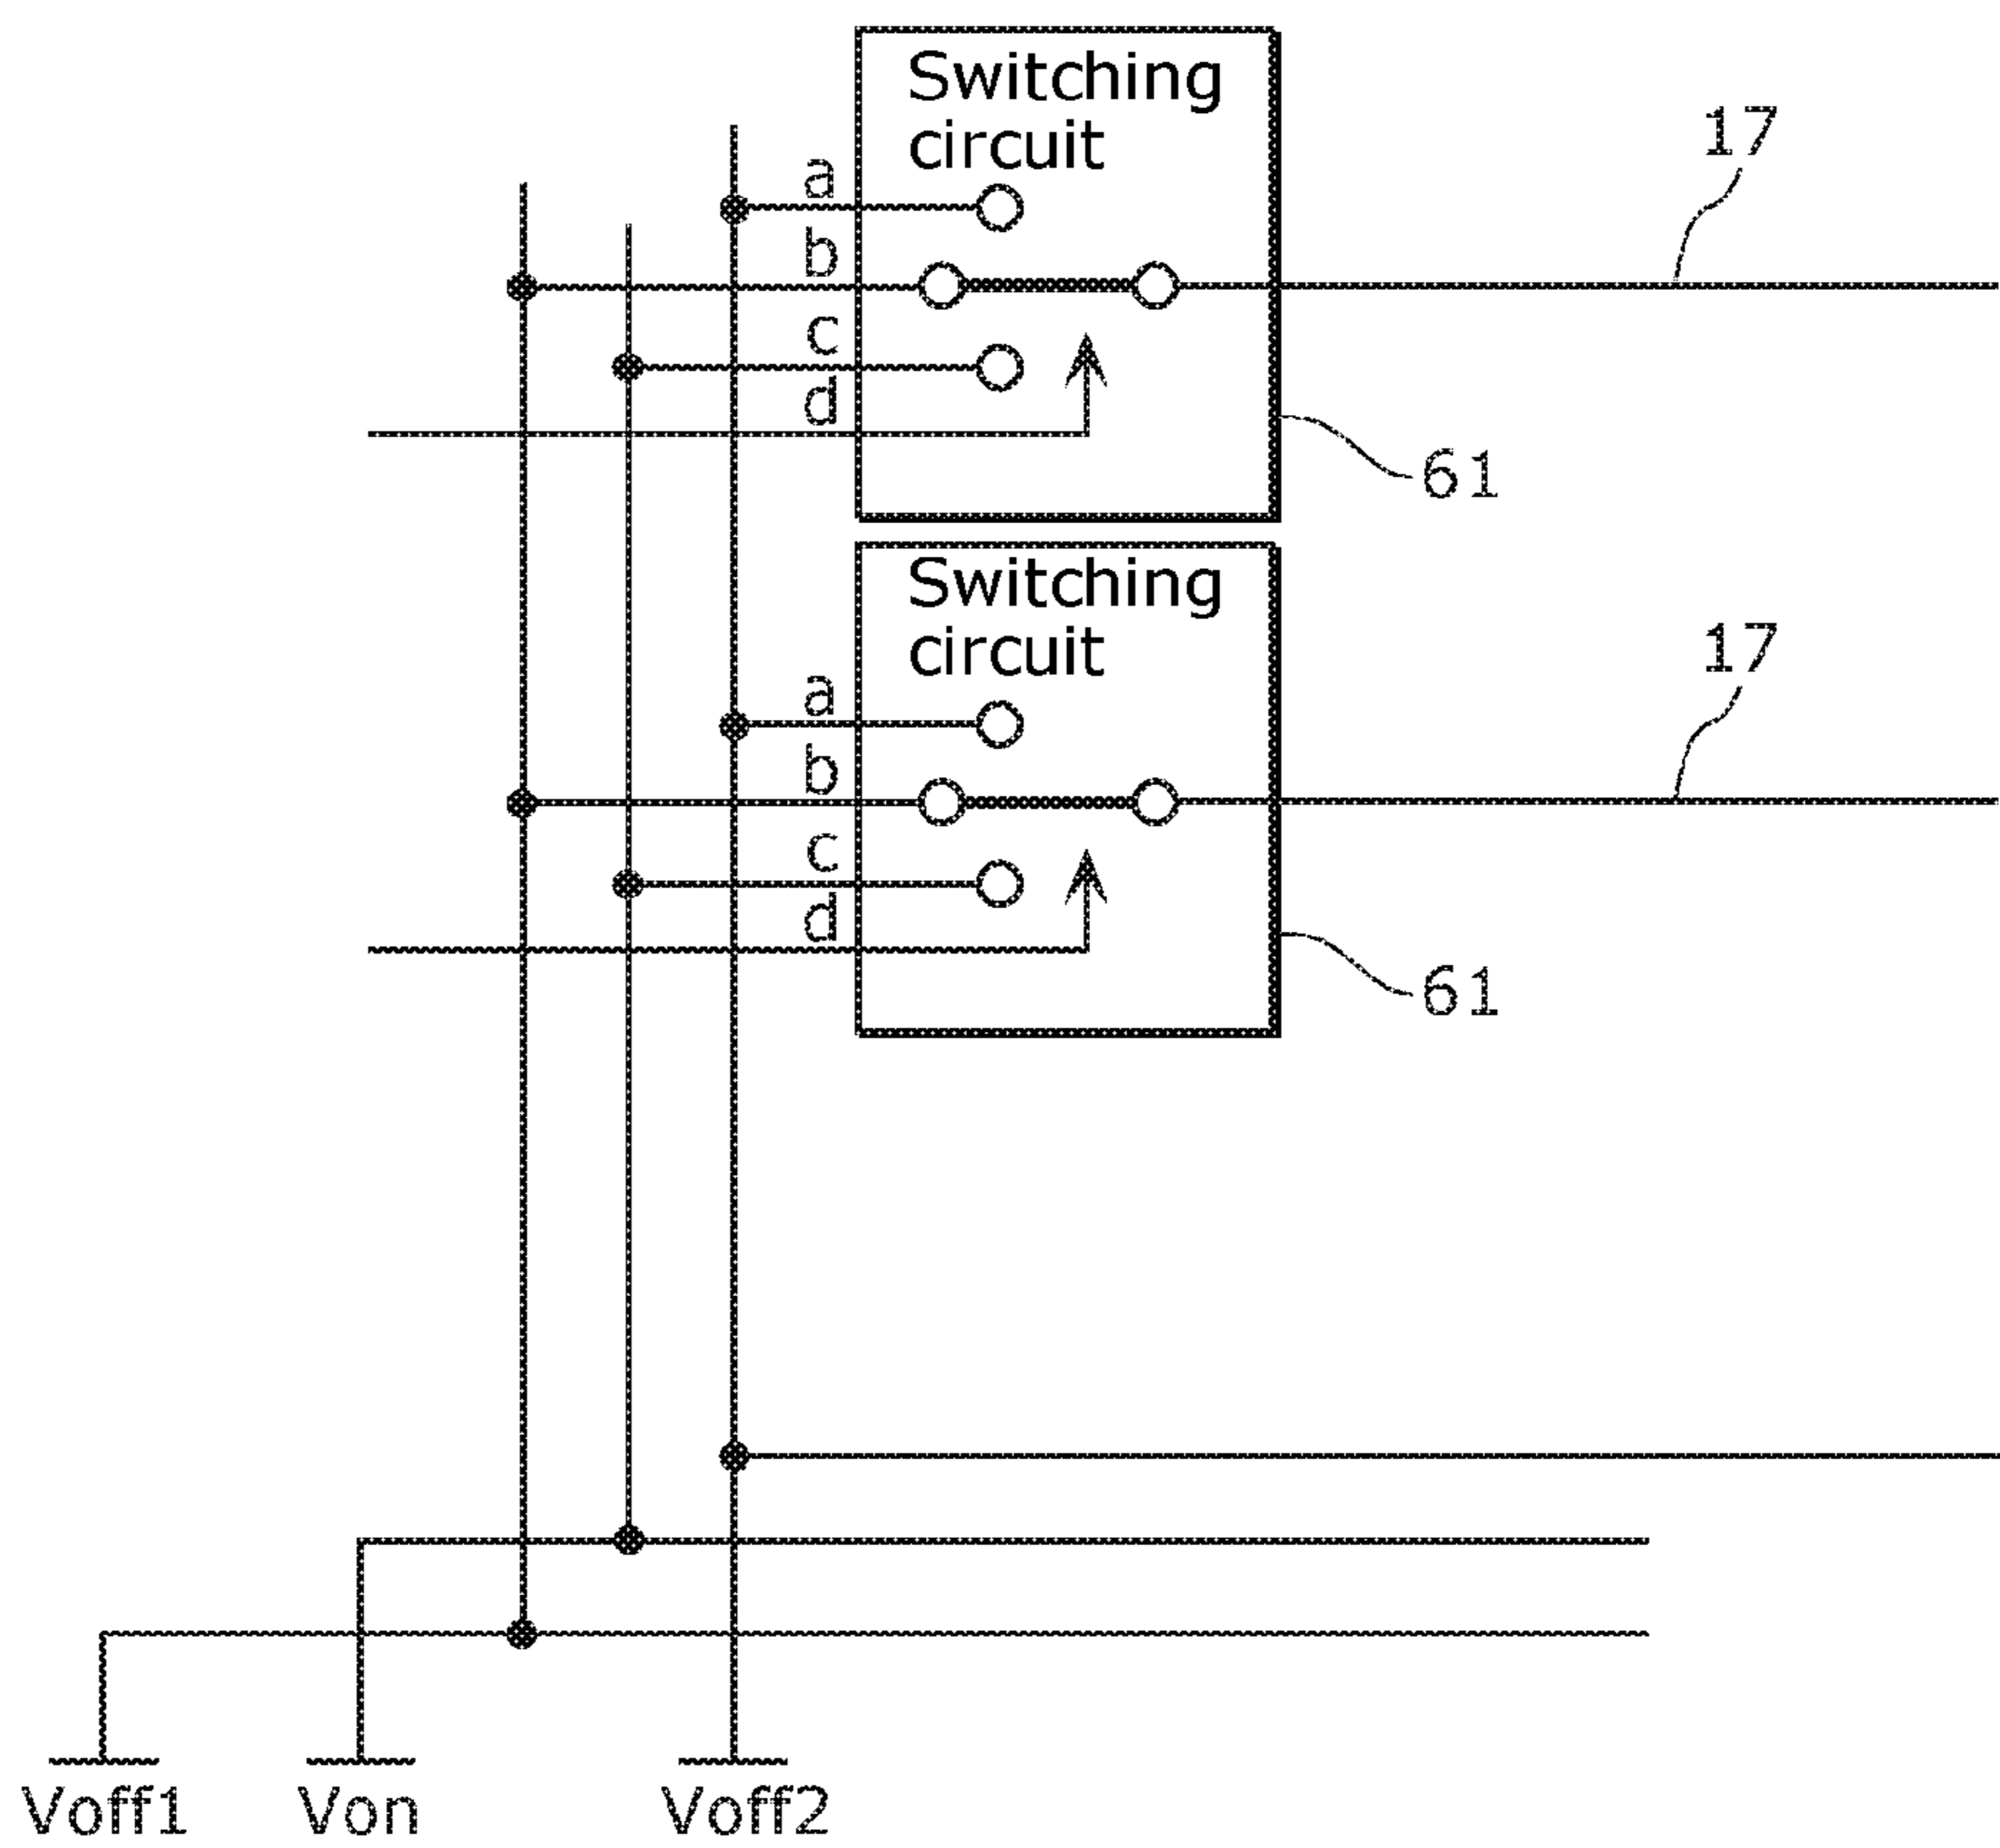 Switching
circuit
17
a
b
c
d
61
Switching
circuit
17
a
b
c
d
61
Voff1 Von Voff2